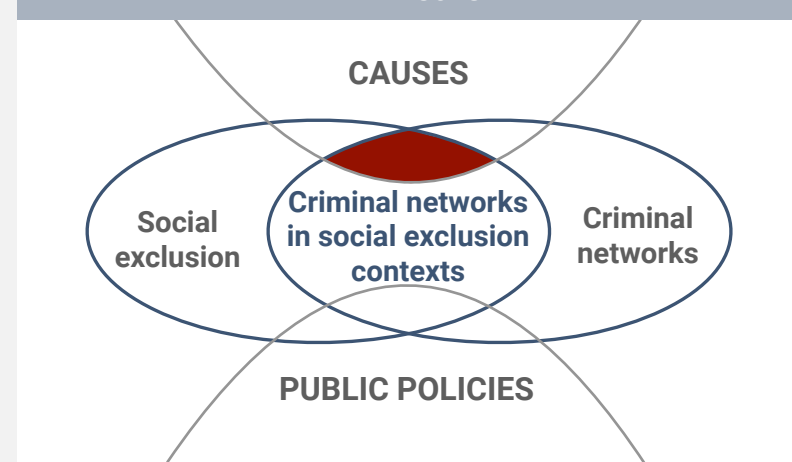 CAUSES
Social
exclusion
Criminal networks
in social exclusion
contexts
Criminal
networks
PUBLIC POLICIES